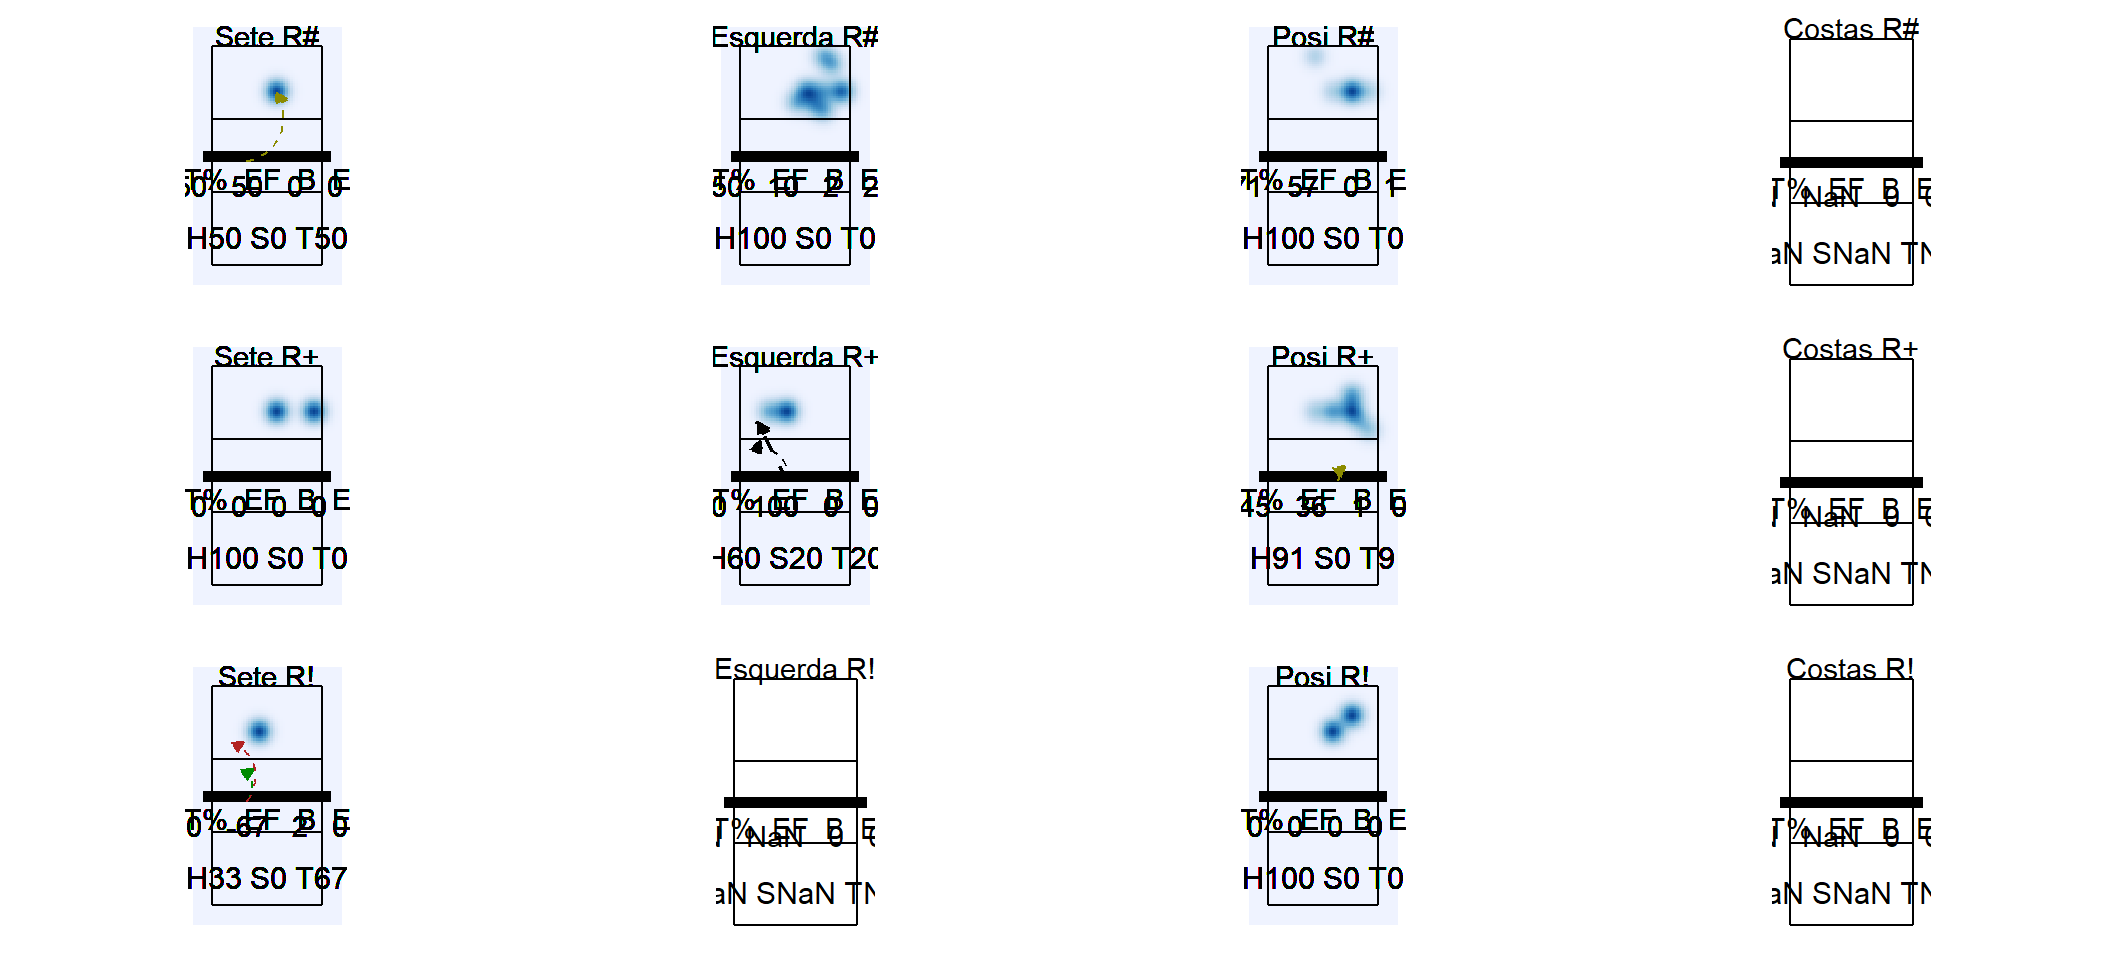 Sete R#
T% EF B E
50 50 0 0
H50 S0 T50
Esquerda R#
T% EF B E
50 10 2 2
H100 S0 T0
Posi R#
T% EF B E
71 57 0 1
H100 S0 T0
Costas R#
T% EF B E
NaN 0
aN SNaN TN
Sete R+
T% EF B E
0 0 0 0
H100 S0 T0
Esquerda R+
T% EF B E
0 100 0 0
H60 S20 T20
Posi R+
T% EF B E
45 36 1 0
H91 S0 T9
Costas R+
T% EF B E
NaN 0
aN SNaN TN
Sete R!
T% EF B E
0 -67 2 0
H33 S0 T67
Esquerda R!
T% EF B E
NaN 0
aN SNaN TN
Posi R!
T% EF B E
0 0 0 0
H100 S0 T0
Costas R!
T% EF B E
NaN 0
aN SNaN TN